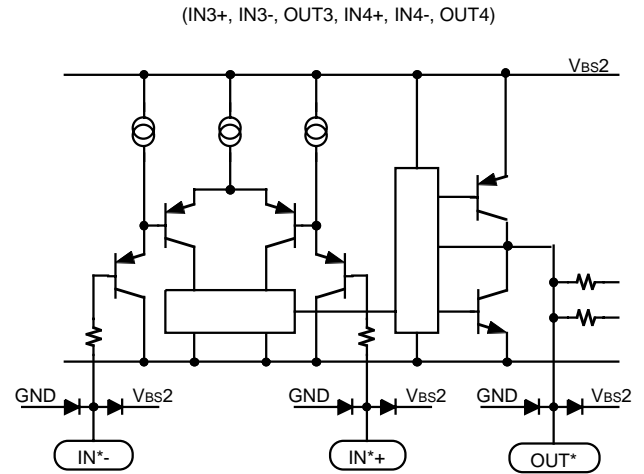 (IN3+, IN3-, OUT3, IN4+, IN4-, OUT4)
VBS2
GND VBS2 GND VBS2 GND VBS2
IN*- IN*+ OUT*